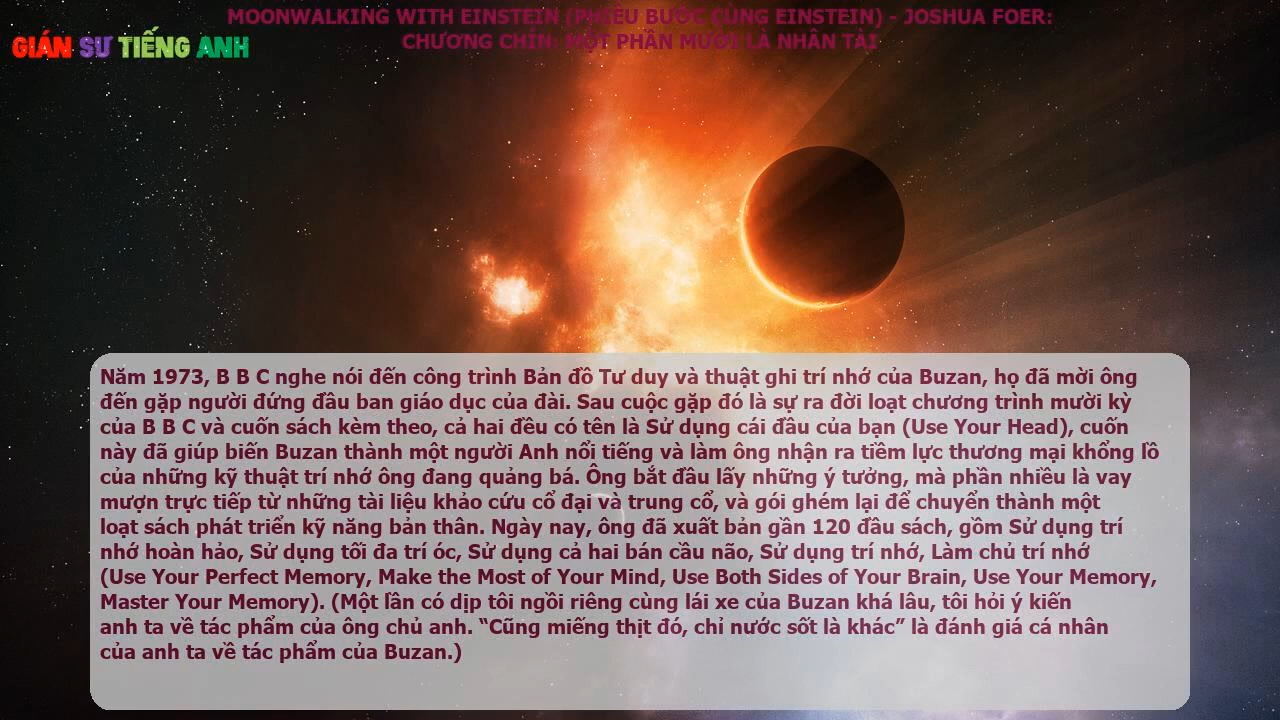 MOONWALKING WITH EINSTEIN (PHIÊU BƯỚC CÙNG EINSTEIN) - JOSHUA FOER:
CHƯƠNG CHÍN: MỘT PHẦN MƯỜI LÀ NHÂN TÀI
GIÁN SƯ TIẾNG ANH
Năm 1973, B B C nghe nói đến công trình Bản đồ Tư duy và thuật ghi trí nhớ của Buzan, họ đã mời ông
đến gặp người đứng đầu ban giáo dục của đài. Sau cuộc gặp đó là sự ra đời loạt chương trình mười kỳ
của B B C và cuốn sách kèm theo, cả hai đều có tên là Sử dụng cái đầu của bạn (Use Your Head), cuốn
này đã giúp biến Buzan thành một người Anh nổi tiếng và làm ông nhận ra tiềm lực thương mại khổng lồ
của những kỹ thuật trí nhớ ông đang quảng bá. Ông bắt đầu lấy những ý tưởng, mà phần nhiều là vay
mượn trực tiếp từ những tài liệu khảo cứu cổ đại và trung cổ, và gói ghém lại để chuyển thành một
loạt sách phát triển kỹ năng bản thân. Ngày nay, ông đã xuất bản gần 120 đầu sách, gồm Sử dụng trí
nhớ hoàn hảo, Sử dụng tối đa trí óc, Sử dụng cả hai bán cầu não, Sử dụng trí nhớ, Làm chủ trí nhớ
(Use Your Perfect Memory, Make the Most of Your Mind, Use Both Sides of Your Brain, Use Your Memory,
Master Your Memory). (Một lần có dịp tôi ngồi riêng cùng lái xe của Buzan khá lâu, tôi hỏi ý kiến
anh ta về tác phẩm của ông chủ anh. “Cũng miếng thịt đó, chỉ nước sốt là khác” là đánh giá cá nhân
của anh ta về tác phẩm của Buzan.)